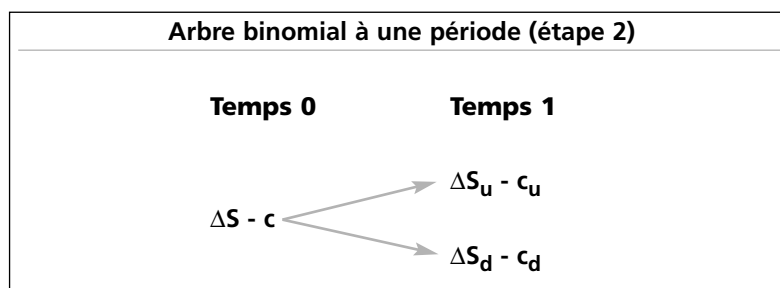 Arbre binomial à une période (étape 2)
Temps 0 Temps 1
ΔSu - cu
ΔS - c
ΔSd - cd